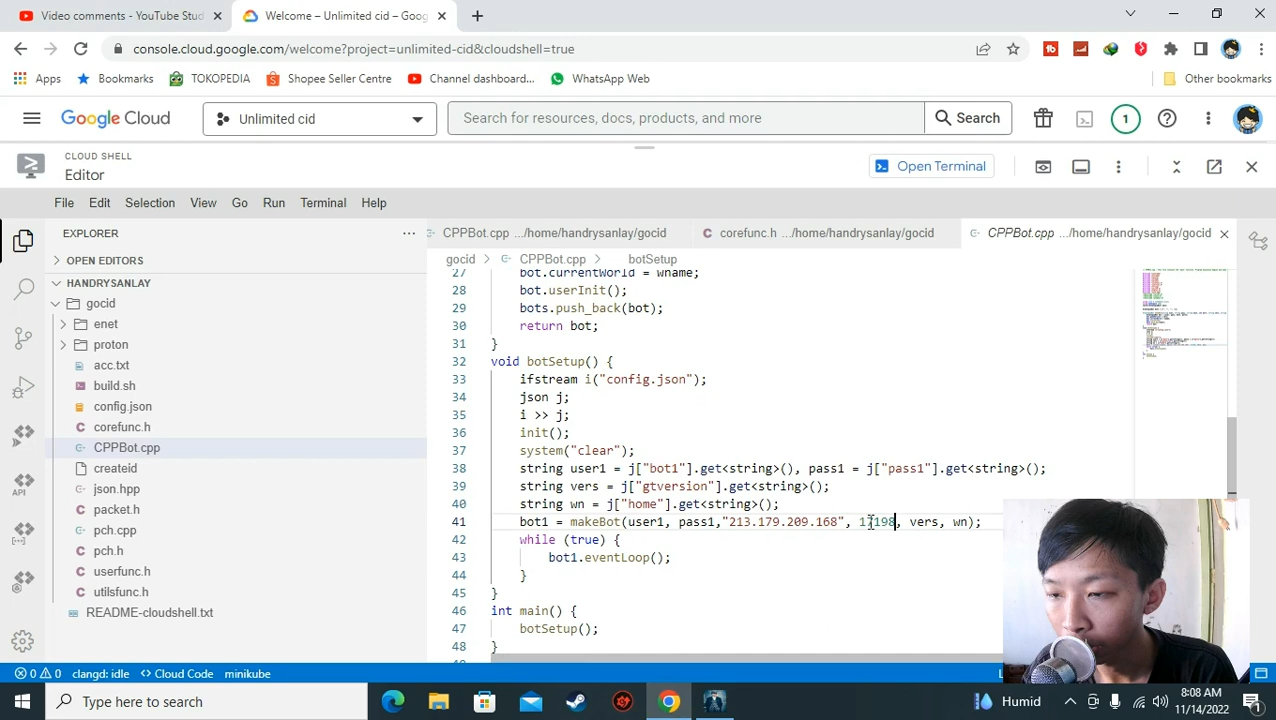 Video comments - YouTube Stud
Welcome – Unlimited cid – Goo
console.cloud.google.com/welcome?project=unlimited-cid&cloudshell=true
Apps Bookmarks TOKOPEDIA Shopee Seller Centre Channel dashboard... WhatsApp Web Other bookmarks
Google Cloud Unlimited cid Search for resources, docs, products, and more Search 1
CLOUD SHELL
Editor
Open Terminal
File Edit Selection View Go Run Terminal Help
EXPLORER
CPPBot.cpp .../home/handrysanlay/gocid
corefunc.h .../home/handrysanlay/gocid
CPPBot.cpp .../home/handrysanlay/gocid
OPEN EDITORS
HANDRYSANLAY
gocid
enet
proton
acc.txt
build.sh
config.json
corefunc.h
CPPBot.cpp
createid
json.hpp
packet.h
pch.cpp
pch.h
userfunc.h
utilsfunc.h
README-cloudshell.txt
API
gocid > CPPBot.cpp > botSetup
27 bot.currentWorld = wname;
28 bot.userInit();
29 bots.push_back(bot);
30 return bot;
31 }
32 void botSetup() {
33 ifstream i("config.json");
34 json j;
35 i >> j;
36 init();
37 system("clear");
38 string user1 = j["bot1"].get<string>(), pass1 = j["pass1"].get<string>();
39 string vers = j["gtversion"].get<string>();
40 string wn = j["home"].get<string>();
41 bot1 = makeBot(user1, pass1,"213.179.209.168", 17198, vers, wn);
42 while (true) {
43 bot1.eventLoop();
44 }
45 }
46 int main() {
47 botSetup();
48 }
0 0 clangd: idle Cloud Code minikube
Type here to search
Humid
8:08 AM
11/14/2022
1